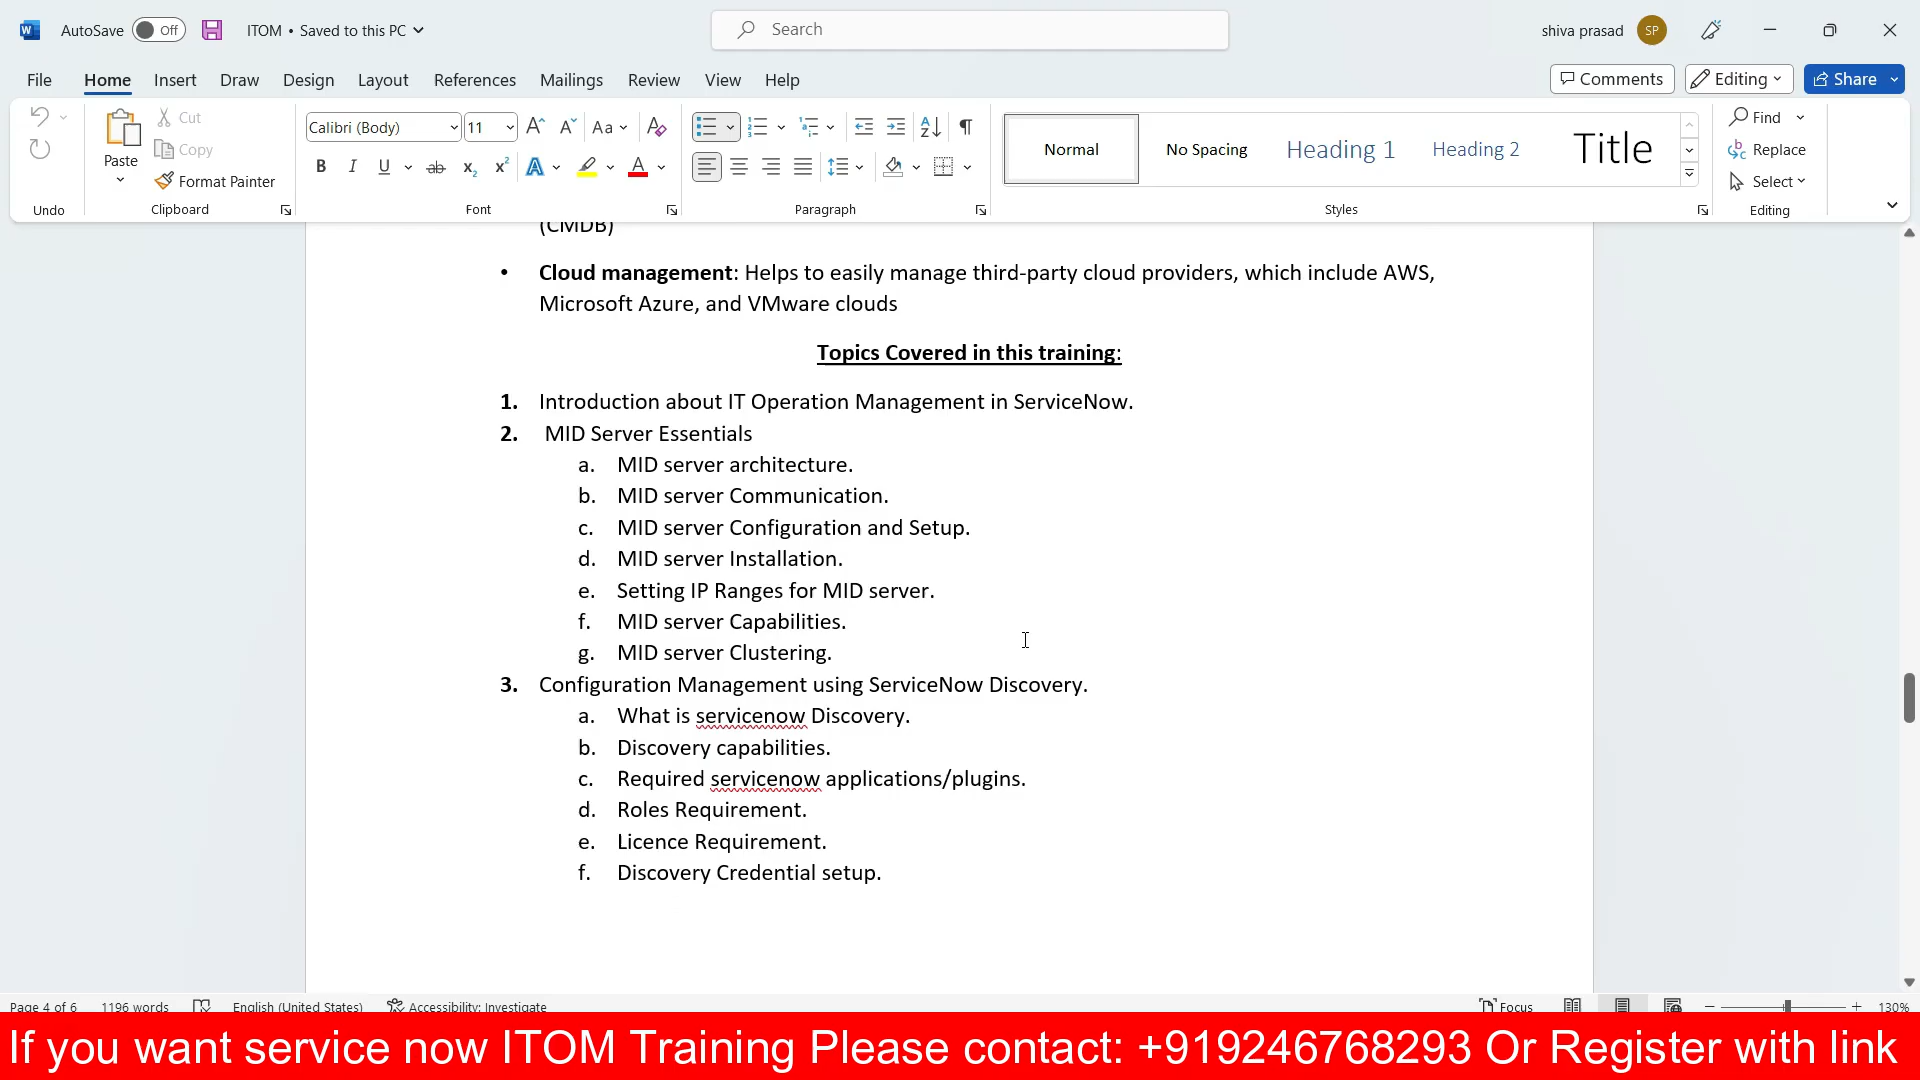 AutoSave Off ITOM • Saved to this PC Search shiva prasad SP
File Home Insert Draw Design Layout References Mailings Review View Help Comments Editing Share
Paste Cut Copy Format Painter
Calibri (Body) 11
Normal No Spacing Heading 1 Heading 2 Title
Find Replace Select
Undo Clipboard Font Paragraph Styles Editing
(CMDB)
• Cloud management: Helps to easily manage third-party cloud providers, which include AWS,
Microsoft Azure, and VMware clouds
Topics Covered in this training:
1. Introduction about IT Operation Management in ServiceNow.
2. MID Server Essentials
a. MID server architecture.
b. MID server Communication.
c. MID server Configuration and Setup.
d. MID server Installation.
e. Setting IP Ranges for MID server.
f. MID server Capabilities.
g. MID server Clustering.
3. Configuration Management using ServiceNow Discovery.
a. What is servicenow Discovery.
b. Discovery capabilities.
c. Required servicenow applications/plugins.
d. Roles Requirement.
e. Licence Requirement.
f. Discovery Credential setup.
Page 4 of 6 1196 words English (United States) Accessibility: Investigate Focus 130%
If you want service now ITOM Training Please contact: +919246768293 Or Register with link